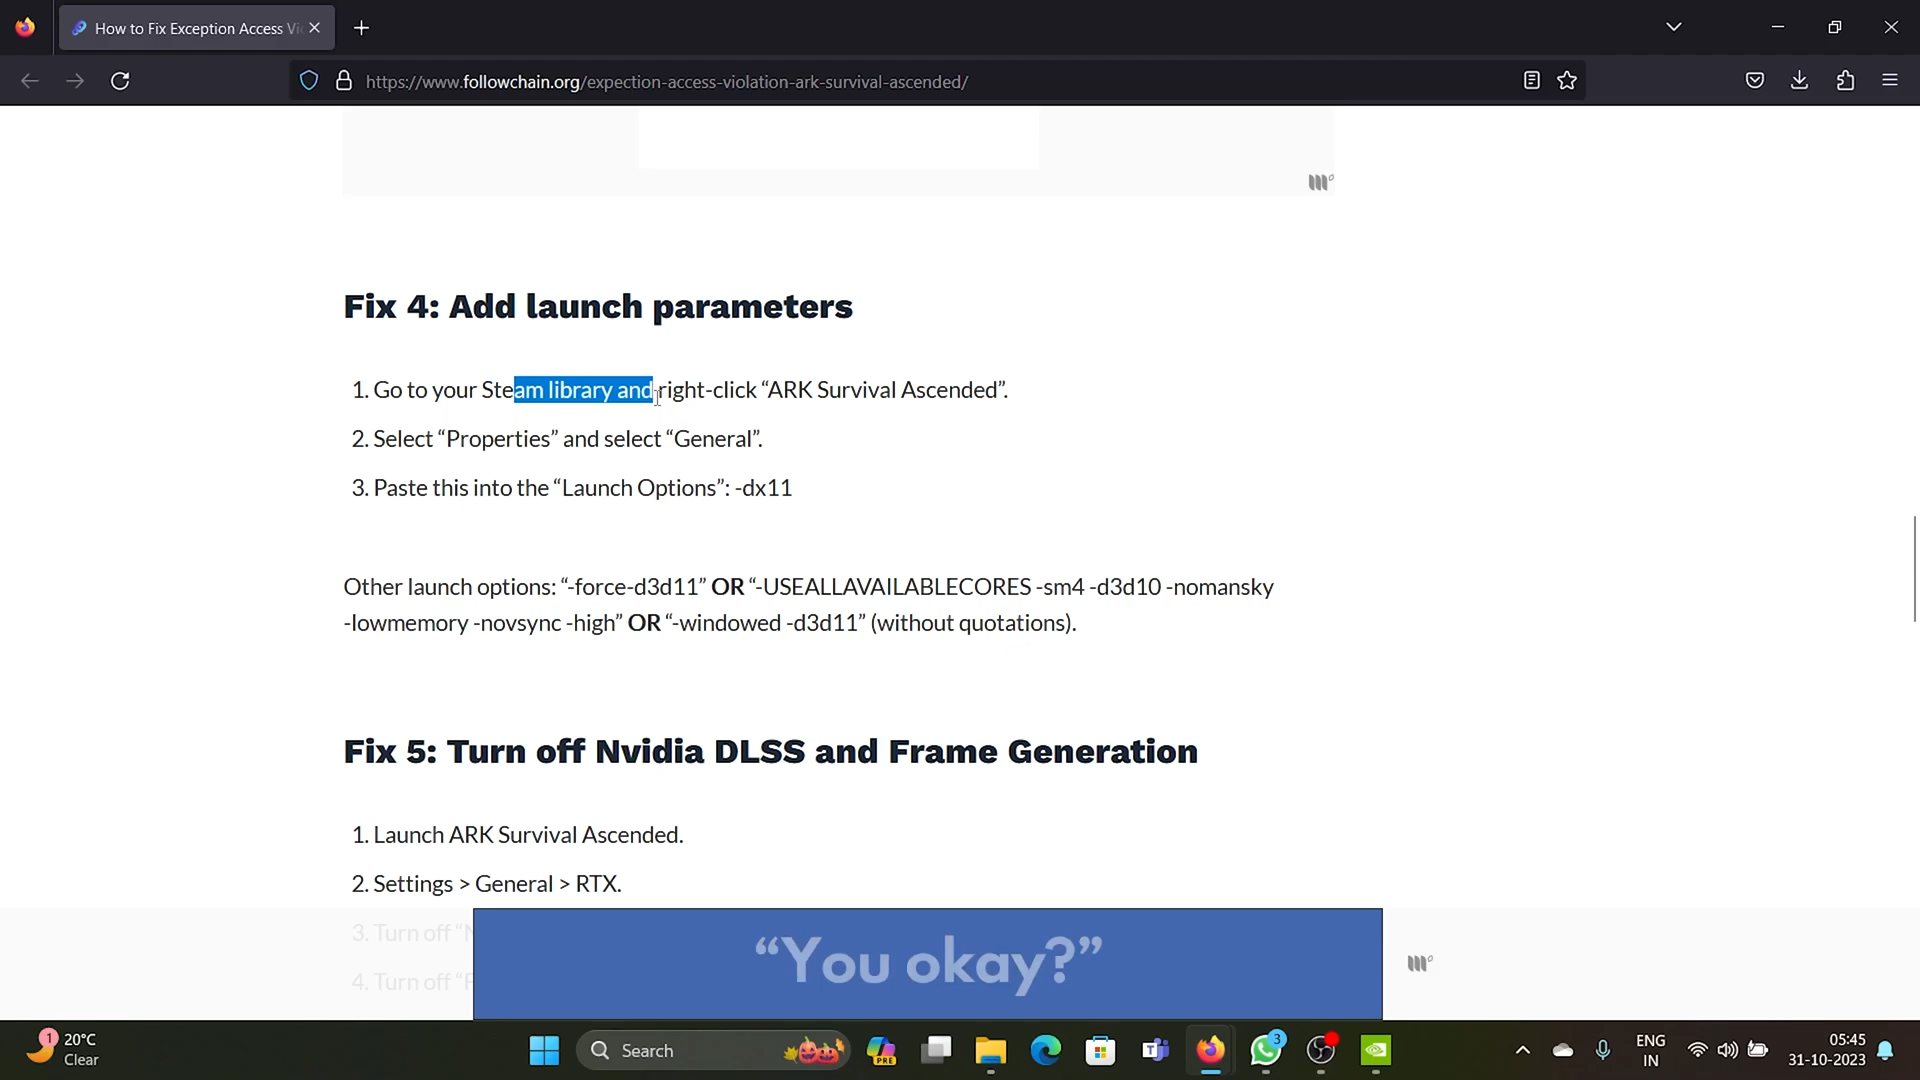 How to Fix Exception Access Vi
https://www.followchain.org/expection-access-violation-ark-survival-ascended/
Fix 4: Add launch parameters
1. Go to your Steam library and right-click “ARK Survival Ascended”.
2. Select “Properties” and select “General”.
3. Paste this into the “Launch Options”: -dx11
Other launch options: “-force-d3d11” OR “-USEALLAVAILABLECORES -sm4 -d3d10 -nomansky
-lowmemory -novsync -high” OR “-windowed -d3d11” (without quotations).
Fix 5: Turn off Nvidia DLSS and Frame Generation
1. Launch ARK Survival Ascended.
2. Settings > General > RTX.
3. Turn off “N
4. Turn off “F
“You okay?”
1
20°C
Clear
Search
PRE
3
ENG
IN
05:45
31-10-2023